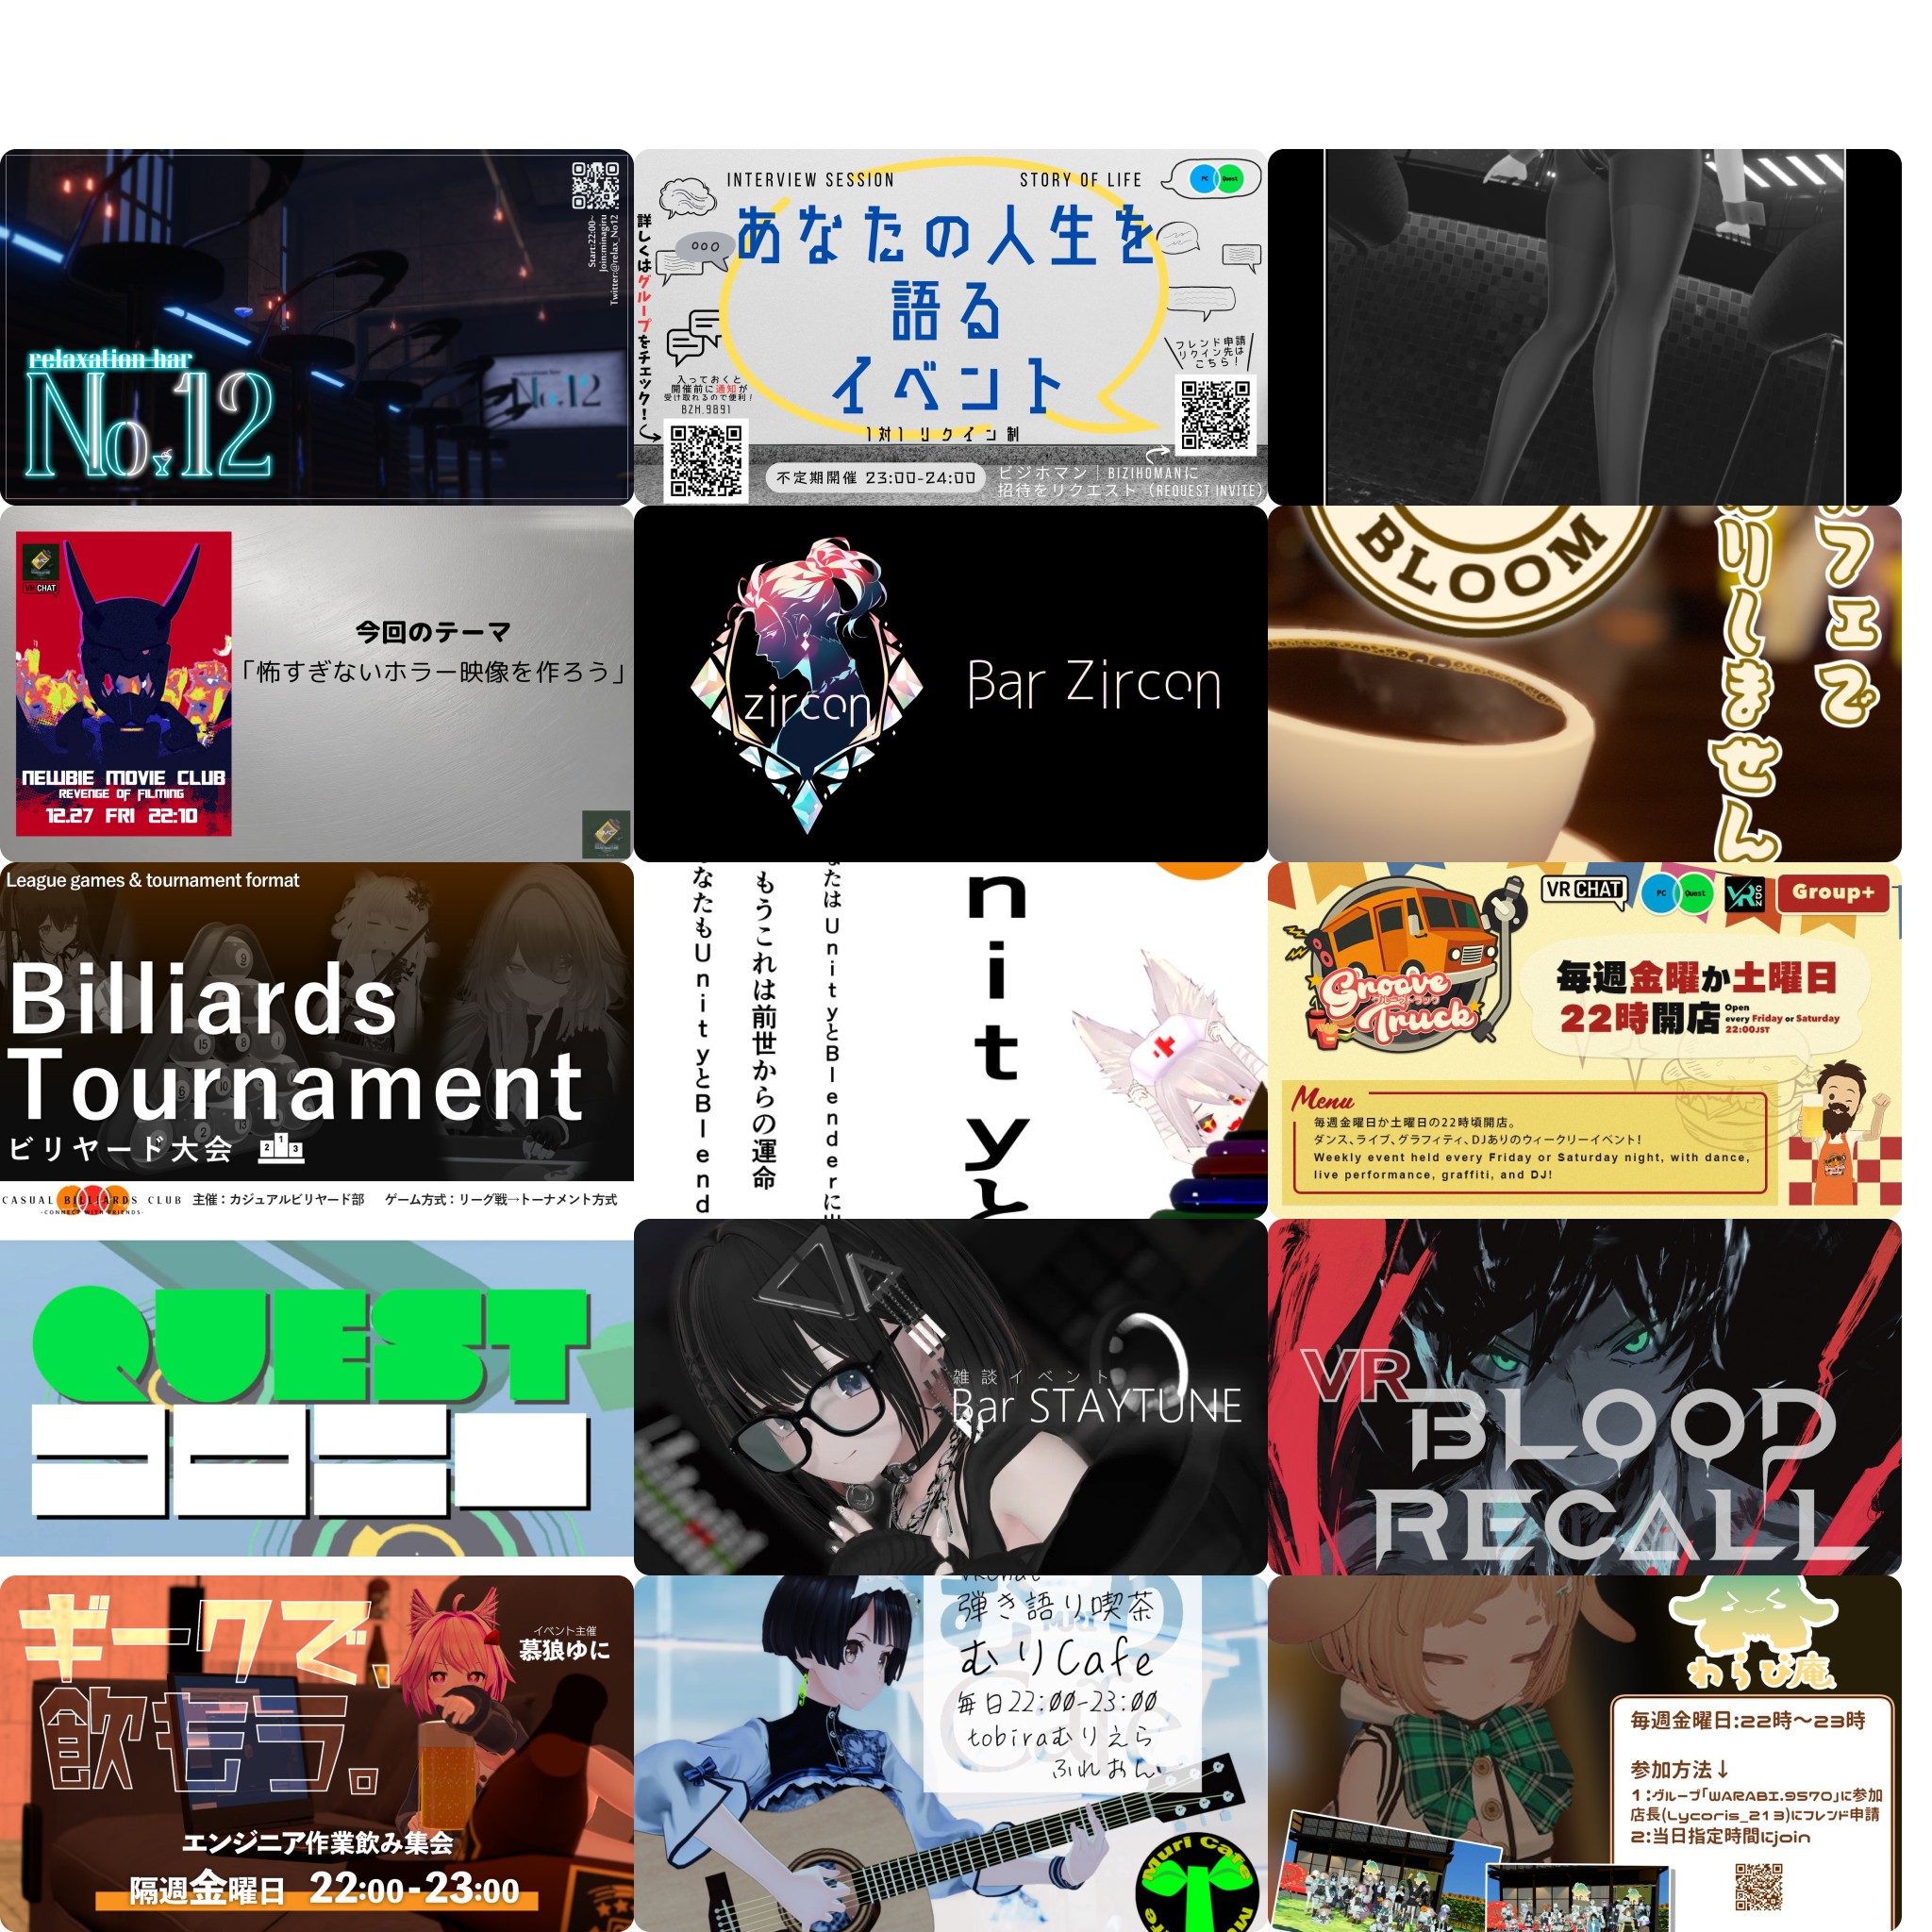 relaxation bar
No.12
Start:22:00~
Join:minagiru
Twitter:@relax_No12
No.12
INTERVIEW SESSION
STORY OF LIFE
PC
Quest
あなたの人生を
語る
イベント
1対1 リクイン制
詳しくはグループをチェック!
入っておくと
開催前に通知が
受け取れるので便利!
BZH.9891
フレンド申請
リクイン先は
こちら!
不定期開催 23:00-24:00
ビジホマン | BIZIHOMANに
招待をリクエスト (REQUEST INVITE)
VRCHAT
NEWBIE MOVIE CLUB
REVENGE OF FILMING
12.27 FRI 22:10
今回のテーマ
「怖すぎないホラー映像を作ろう」
zircon
Bar Zircon
BLOOM
フェで
りしません
League games & tournament format
Billiards
Tournament
ビリヤード大会
CASUAL BILLIARDS CLUB
-CONNECT WITH FRIENDS-
主催:カジュアルビリヤード部
ゲーム方式:リーグ戦→トーナメント方式
nityと
たは UnityとBlenderに
もうこれは前世からの運命
なたもUnityとBlend
Groove
グルーヴトラック
Truck
VRCHAT
PC
Quest
VRZOO
Group+
毎週金曜か土曜日
22時開店
Open
every Friday or Saturday
22:00JST
Menu
毎週金曜日か土曜日の22時頃開店。
ダンス、ライブ、グラフィティ、DJありのウィークリーイベント!
Weekly event held every Friday or Saturday night, with dance,
live performance, graffiti, and DJ!
QUEST
雑談イベント
Bar STAYTUNE
VR
BLOOD
RECALL
ギークで、
飲もう。
イベント主催
慕狼ゆに
エンジニア作業飲み集会
隔週金曜日 22:00-23:00
弾き語り喫茶
むりCafe
毎日22:00-23:00
tobiraむりえら
ふれおん
Muri Cafe
わらび庵
毎週金曜日:22時～23時
参加方法↓
1:グループ「WARABI.9570」に参加
店長(Lycoris_213)にフレンド申請
2:当日指定時間にjoin